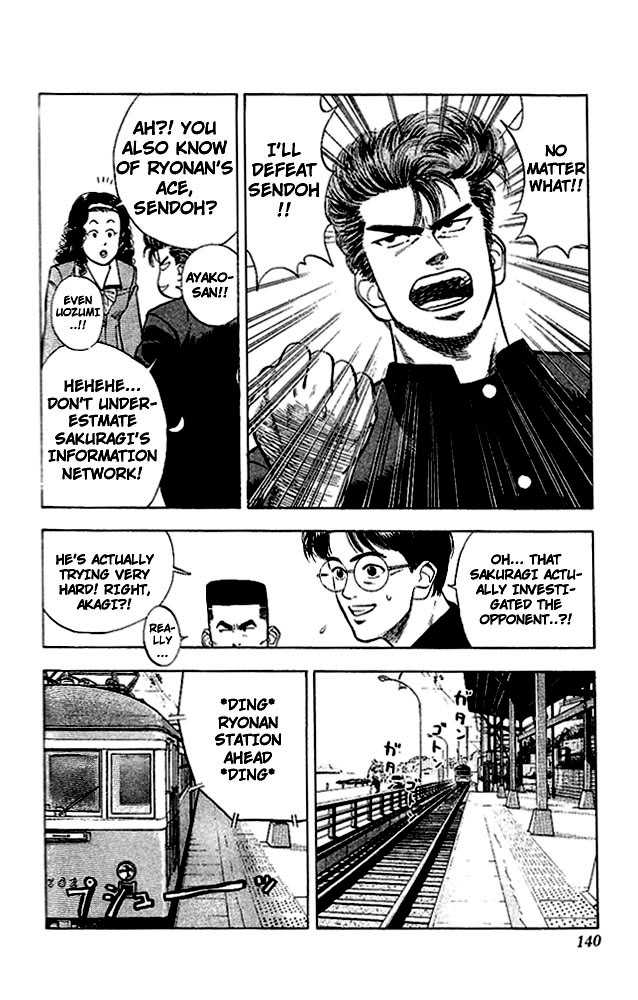 NO
MATTER
WHAT!!
I'LL
DEFEAT
SENDOH
!!
AH?! YOU
ALSO KNOW
OF RYONAN'S
ACE,
SENDOH?
AYAKO-
SAN!!
EVEN
UOZUMI
..!!
HEHEHE...
DON'T UNDER-
ESTMATE
SAKURAGI'S
INFORMATION
NETWORK!
OH... THAT
SAKURAGI ACTU-
ALLY INVESTI-
GATED THE
OPPONENT..?!
HE'S ACTUALLY
TRYING VERY
HARD! RIGHT,
AKAGI?!
REA-
LLY
...
ガタン
ゴトン
ガタ
*DING*
RYONAN
STATION
AHEAD
*DING*
140